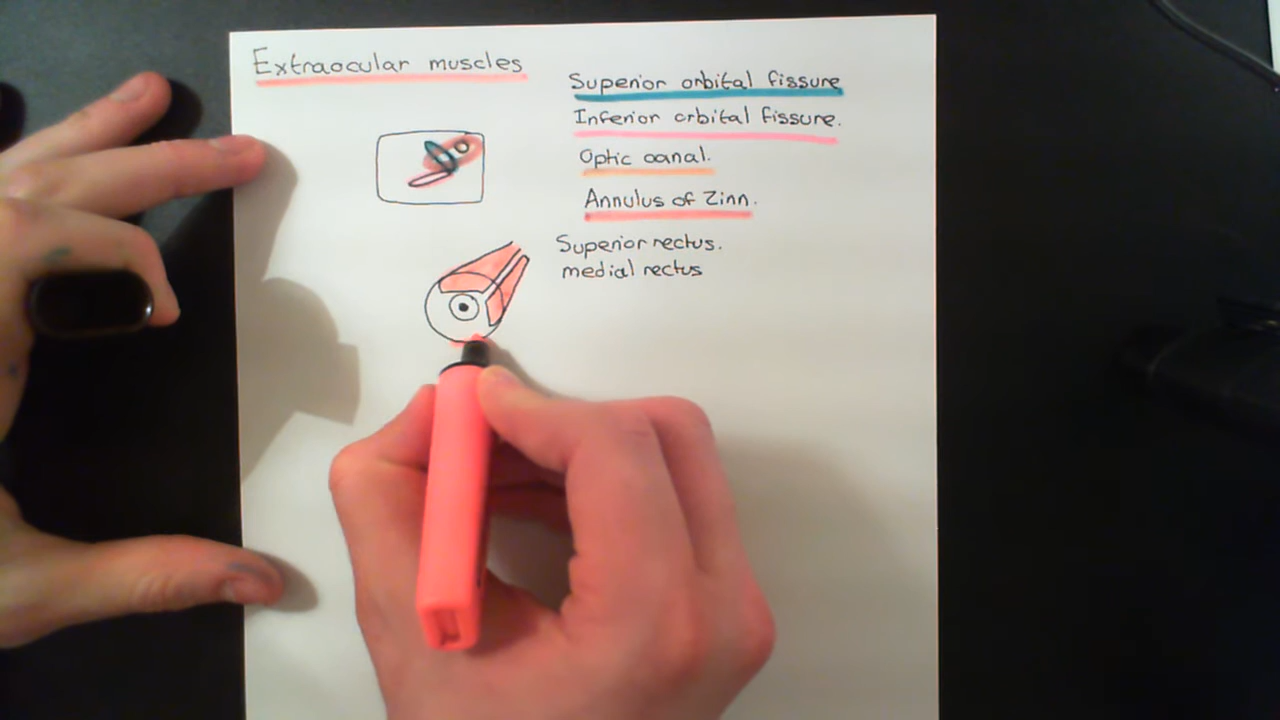 Extraocular muscles
Superior orbital fissure
Inferior orbital fissure.
Optic canal.
Annulus of Zinn.
Superior rectus.
medial rectus